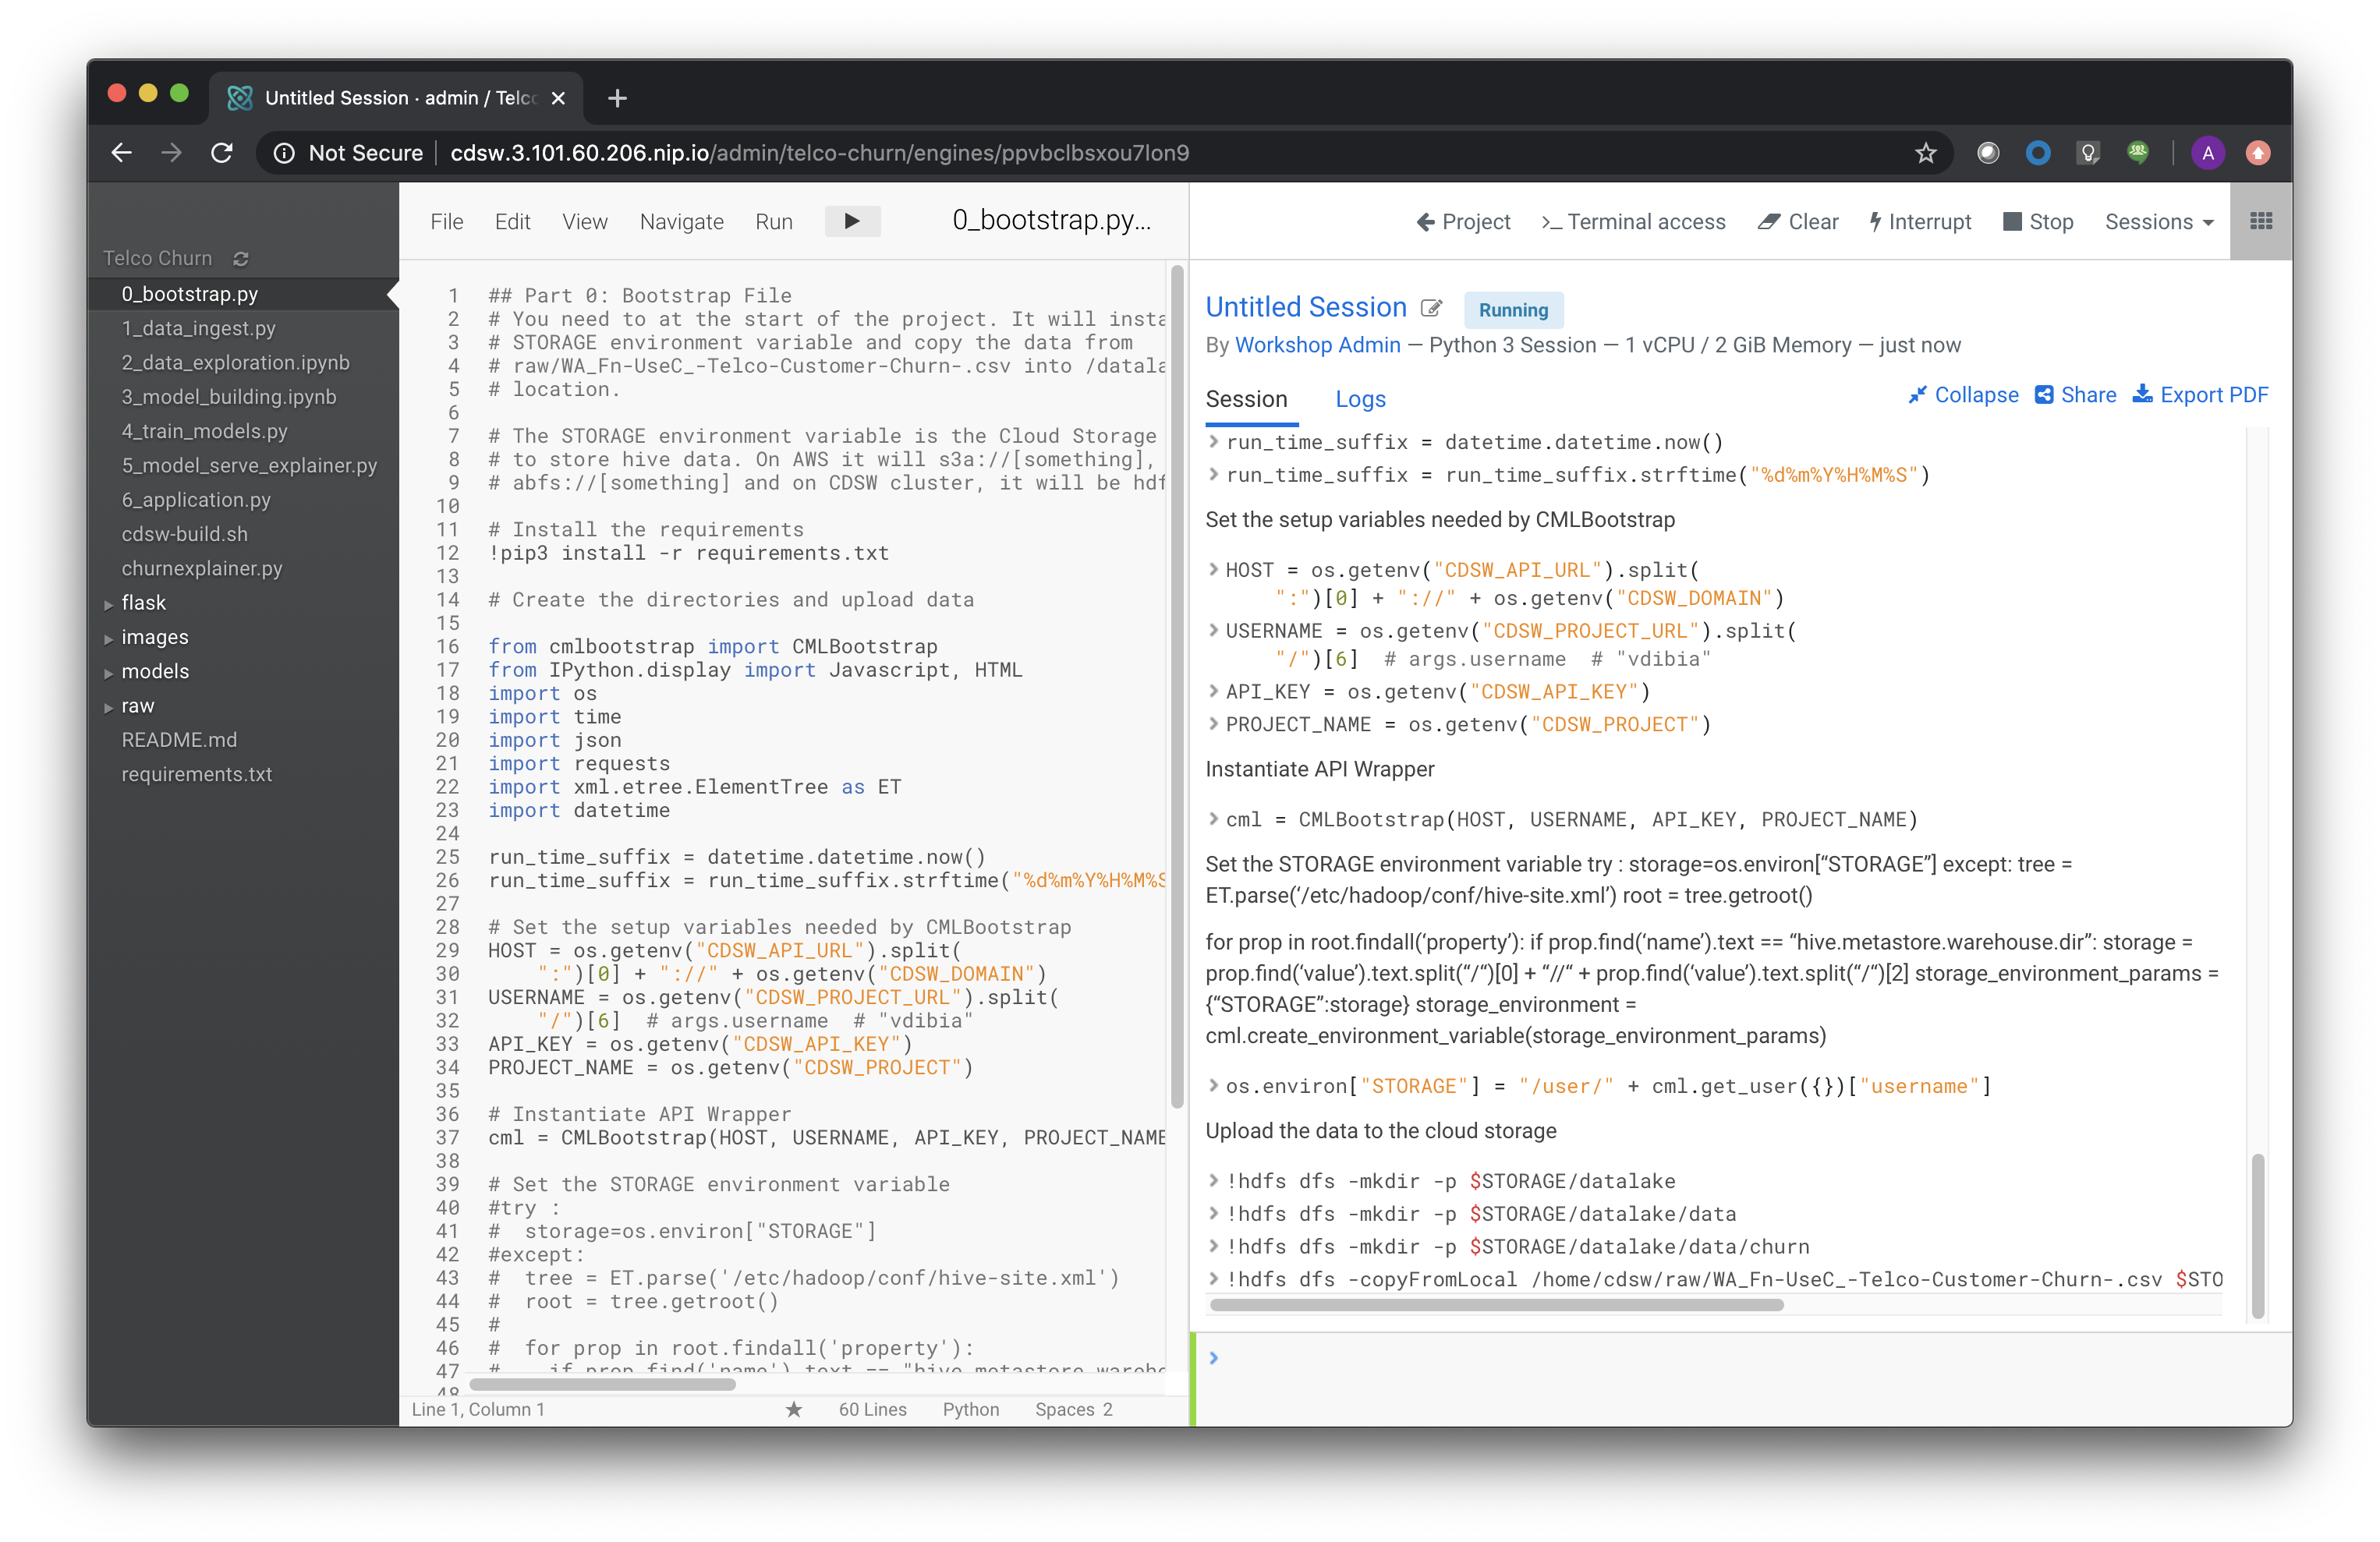 Untitled Session · admin / Telco
Not Secure
cdsw.3.101.60.206.nip.io/admin/telco-churn/engines/ppvbclbsxou7lon9
A
Telco Churn
0_bootstrap.py
1_data_ingest.py
2_data_exploration.ipynb
3_model_building.ipynb
4_train_models.py
5_model_serve_explainer.py
6_application.py
cdsw-build.sh
churnexplainer.py
flask
images
models
raw
README.md
requirements.txt
File Edit View Navigate Run
0_bootstrap.py...
1 ## Part 0: Bootstrap File
2 # You need to at the start of the project. It will insta
3 # STORAGE environment variable and copy the data from
4 # raw/WA_Fn-UseC_-Telco-Customer-Churn-.csv into /datala
5 # location.
6
7 # The STORAGE environment variable is the Cloud Storage
8 # to store hive data. On AWS it will s3a://[something],
9 # abfs://[something] and on CDSW cluster, it will be hdf
10
11 # Install the requirements
12 !pip3 install -r requirements.txt
13
14 # Create the directories and upload data
15
16 from cmlbootstrap import CMLBootstrap
17 from IPython.display import Javascript, HTML
18 import os
19 import time
20 import json
21 import requests
22 import xml.etree.ElementTree as ET
23 import datetime
24
25 run_time_suffix = datetime.datetime.now()
26 run_time_suffix = run_time_suffix.strftime("%d%m%Y%H%M%S
27
28 # Set the setup variables needed by CMLBootstrap
29 HOST = os.getenv("CDSW_API_URL").split(
30 ":")[0] + "://" + os.getenv("CDSW_DOMAIN")
31 USERNAME = os.getenv("CDSW_PROJECT_URL").split(
32 "/")[6] # args.username # "vdibia"
33 API_KEY = os.getenv("CDSW_API_KEY")
34 PROJECT_NAME = os.getenv("CDSW_PROJECT")
35
36 # Instantiate API Wrapper
37 cml = CMLBootstrap(HOST, USERNAME, API_KEY, PROJECT_NAME
38
39 # Set the STORAGE environment variable
40 #try :
41 # storage=os.environ["STORAGE"]
42 #except:
43 # tree = ET.parse('/etc/hadoop/conf/hive-site.xml')
44 # root = tree.getroot()
45 #
46 # for prop in root.findall('property'):
47 # if prop.find('name').text == "hive.metastore.wareho
48
Line 1, Column 1 60 Lines Python Spaces 2
Project Terminal access Clear Interrupt Stop Sessions
Untitled Session Running
By Workshop Admin — Python 3 Session — 1 vCPU / 2 GiB Memory — just now
Session Logs Collapse Share Export PDF
run_time_suffix = datetime.datetime.now()
run_time_suffix = run_time_suffix.strftime("%d%m%Y%H%M%S")
Set the setup variables needed by CMLBootstrap
HOST = os.getenv("CDSW_API_URL").split(
":")[0] + "://" + os.getenv("CDSW_DOMAIN")
USERNAME = os.getenv("CDSW_PROJECT_URL").split(
"/")[6] # args.username # "vdibia"
API_KEY = os.getenv("CDSW_API_KEY")
PROJECT_NAME = os.getenv("CDSW_PROJECT")
Instantiate API Wrapper
cml = CMLBootstrap(HOST, USERNAME, API_KEY, PROJECT_NAME)
Set the STORAGE environment variable try : storage=os.environ[“STORAGE”] except: tree =
ET.parse(‘/etc/hadoop/conf/hive-site.xml’) root = tree.getroot()
for prop in root.findall(‘property’): if prop.find(‘name’).text == “hive.metastore.warehouse.dir”: storage =
prop.find(‘value’).text.split(“/“)[0] + “//“ + prop.find(‘value’).text.split(“/“)[2] storage_environment_params =
{“STORAGE”:storage} storage_environment =
cml.create_environment_variable(storage_environment_params)
os.environ["STORAGE"] = "/user/" + cml.get_user({})["username"]
Upload the data to the cloud storage
!hdfs dfs -mkdir -p $STORAGE/datalake
!hdfs dfs -mkdir -p $STORAGE/datalake/data
!hdfs dfs -mkdir -p $STORAGE/datalake/data/churn
!hdfs dfs -copyFromLocal /home/cdsw/raw/WA_Fn-UseC_-Telco-Customer-Churn-.csv $STO